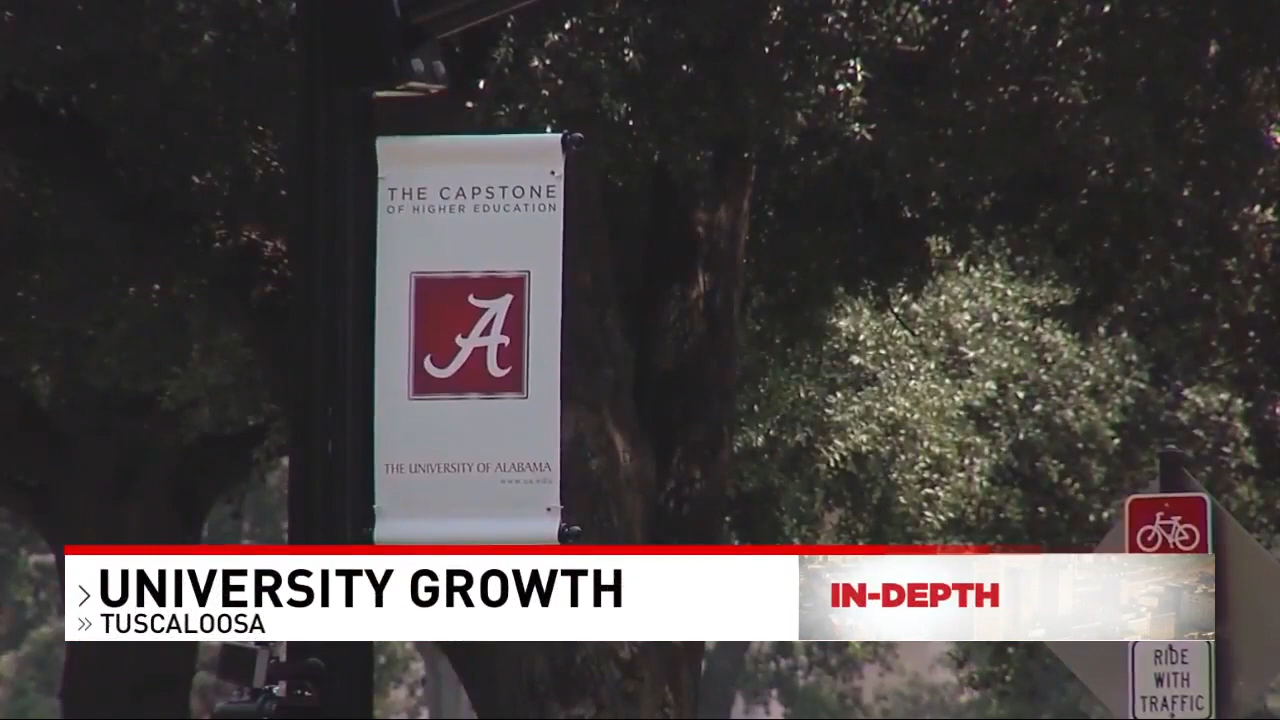 THE CAPSTONE
OF HIGHER EDUCATION
A
THE UNIVERSITY OF ALABAMA
www.ua.edu
UNIVERSITY GROWTH
IN-DEPTH
TUSCALOOSA
RIDE
WITH
TRAFFIC